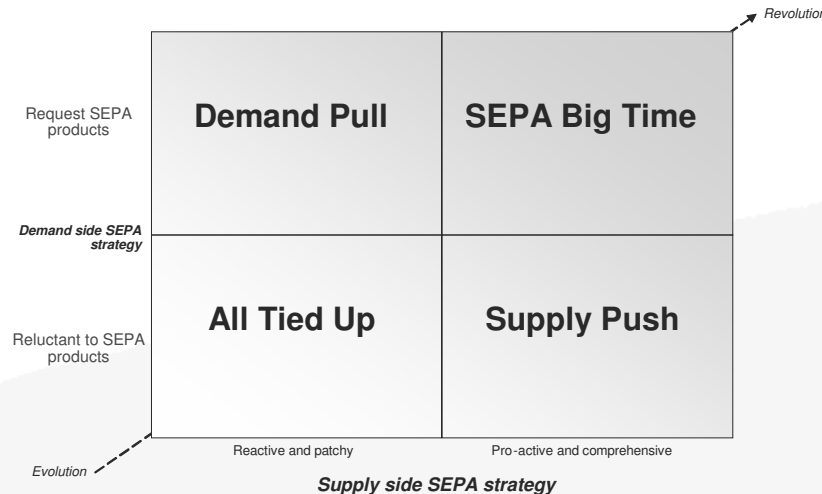 Revolution
Request SEPA
products
Demand Pull
SEPA Big Time
Demand side SEPA
strategy
Reluctant to SEPA
products
All Tied Up
Supply Push
Evolution
Reactive and patchy
Pro-active and comprehensive
Supply side SEPA strategy